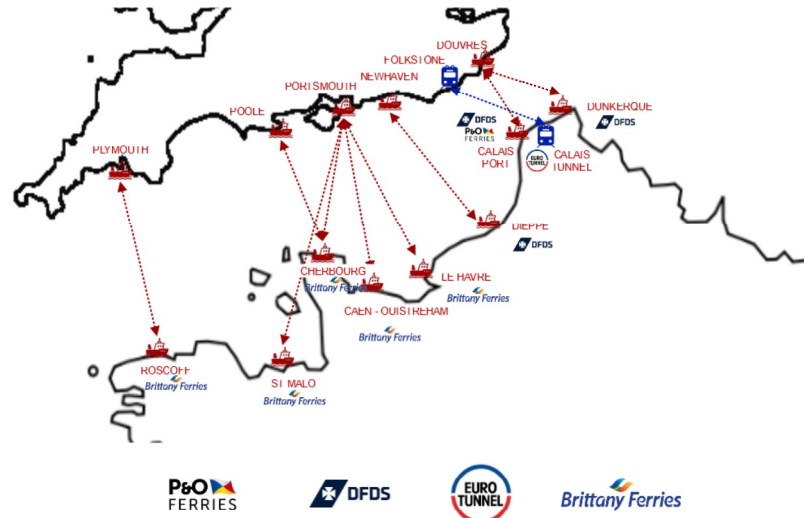 DOUVRES
FOLKSTONE
NEWHAVEN
PORTSMOUTH
POOLE
PLYMOUTH
DUNKERQUE
DFDS
DFDS
P&O
FERRIES
CALAIS
PORT
EURO
TUNNEL
CALAIS
TUNNEL
DIEPPE
DFDS
CHERBOURG
Brittany Ferries
LE HAVRE
Brittany Ferries
CAEN - OUISTREHAM
Brittany Ferries
ROSCOFF
Brittany Ferries
ST MALO
Brittany Ferries
P&O
FERRIES
DFDS
EURO
TUNNEL
Brittany Ferries